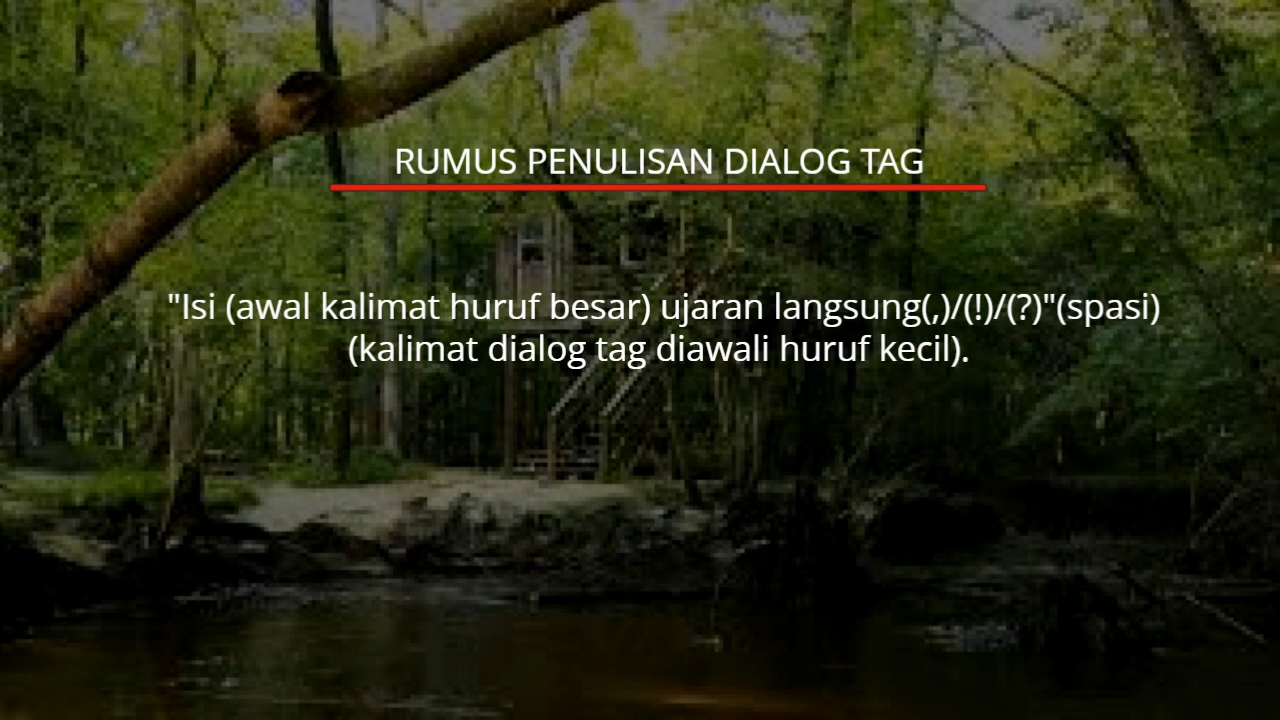 RUMUS PENULISAN DIALOG TAG
"Isi (awal kalimat huruf besar) ujaran langsung(,)/(!)/(?)"(spasi)
(kalimat dialog tag diawali huruf kecil).